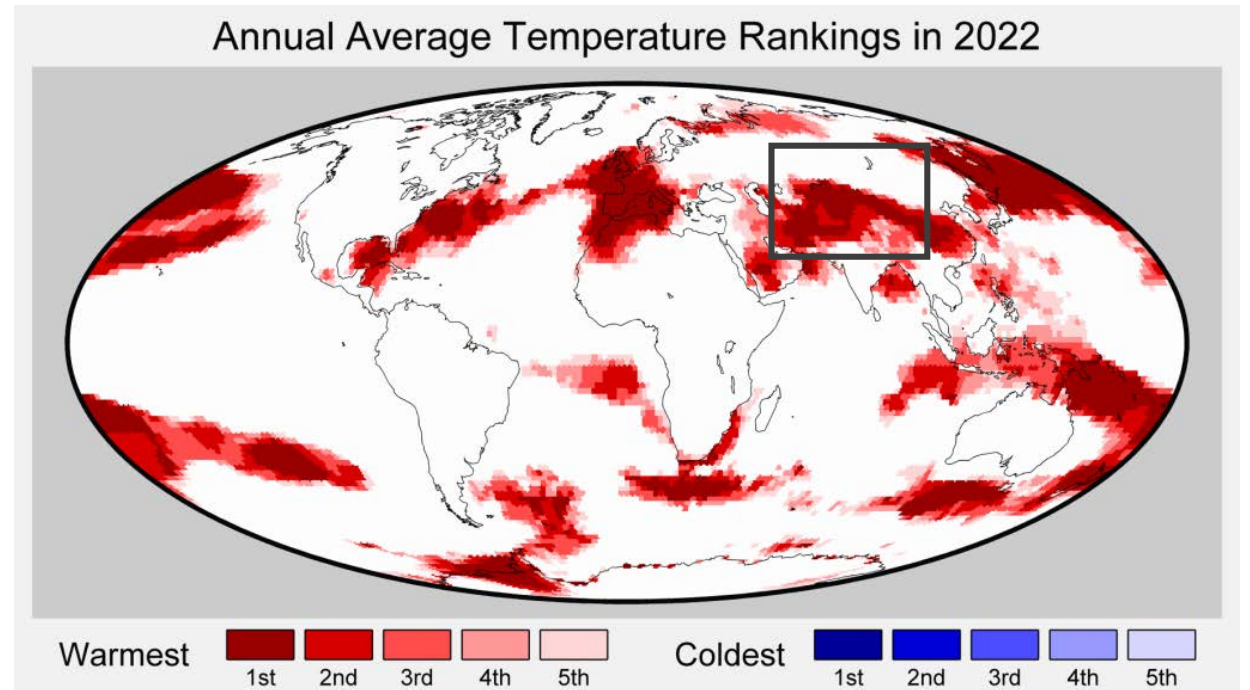 Annual Average Temperature Rankings in 2022
Warmest 1st 2nd 3rd 4th 5th
Coldest 1st 2nd 3rd 4th 5th